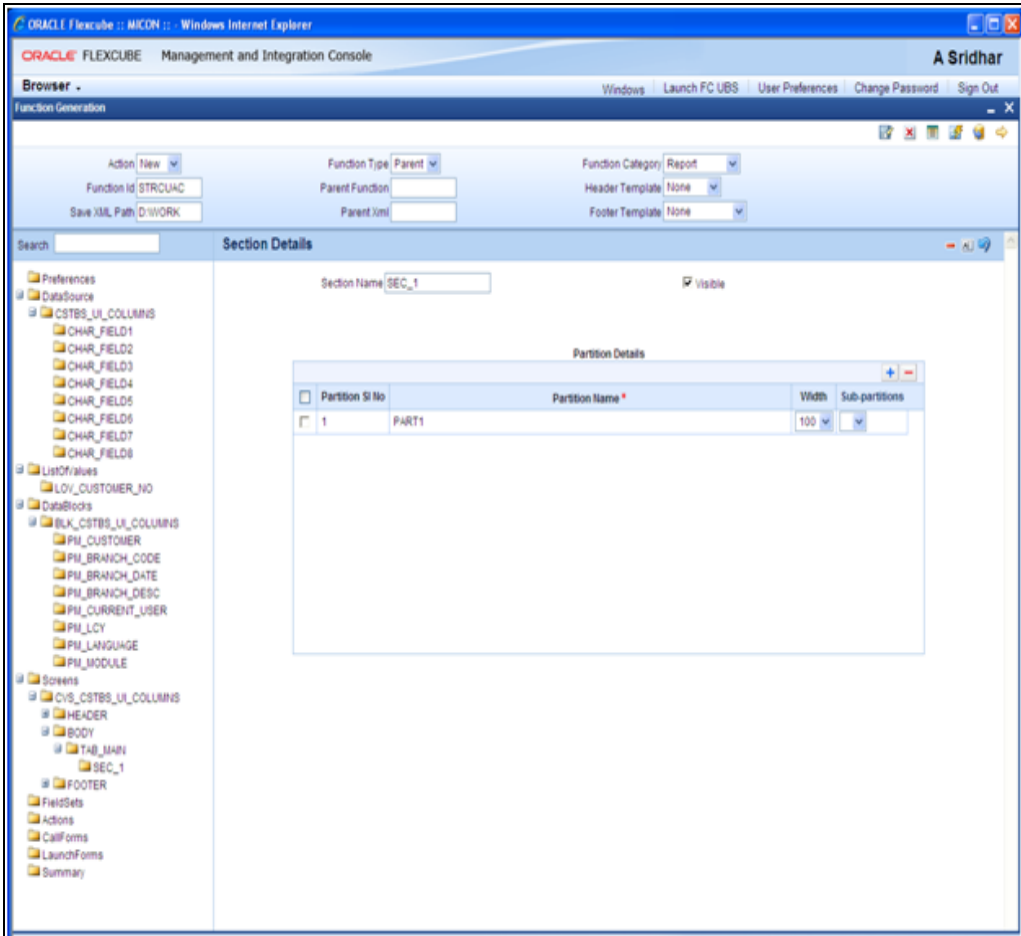 ORACLE Flexcube :: MICON :: - Windows Internet Explorer
ORACLE FLEXCUBE Management and Integration Console A Sridhar
Browser Windows Launch FC UBS User Preferences Change Password Sign Out
Function Generation
Action New Function Type Parent Function Category Report
Function Id STRCUAC Parent Function Header Template None
Save XML Path D:\WORK Parent Xml Footer Template None
Search Section Details
Section Name SEC_1 Visible
Partition Details
Partition Sl No Partition Name * Width Sub-partitions
1 PART1 100
Preferences
DataSource
CSTBS_UI_COLUMNS
CHAR_FIELD1
CHAR_FIELD2
CHAR_FIELD3
CHAR_FIELD4
CHAR_FIELD5
CHAR_FIELD6
CHAR_FIELD7
CHAR_FIELD8
ListOfValues
LOV_CUSTOMER_NO
DataBlocks
BLK_CSTBS_UI_COLUMNS
PM_CUSTOMER
PM_BRANCH_CODE
PM_BRANCH_DATE
PM_BRANCH_DESC
PM_CURRENT_USER
PM_LCY
PM_LANGUAGE
PM_MODULE
Screens
CVS_CSTBS_UI_COLUMNS
HEADER
BODY
TAB_MAIN
SEC_1
FOOTER
FieldSets
Actions
CallForms
LaunchForms
Summary